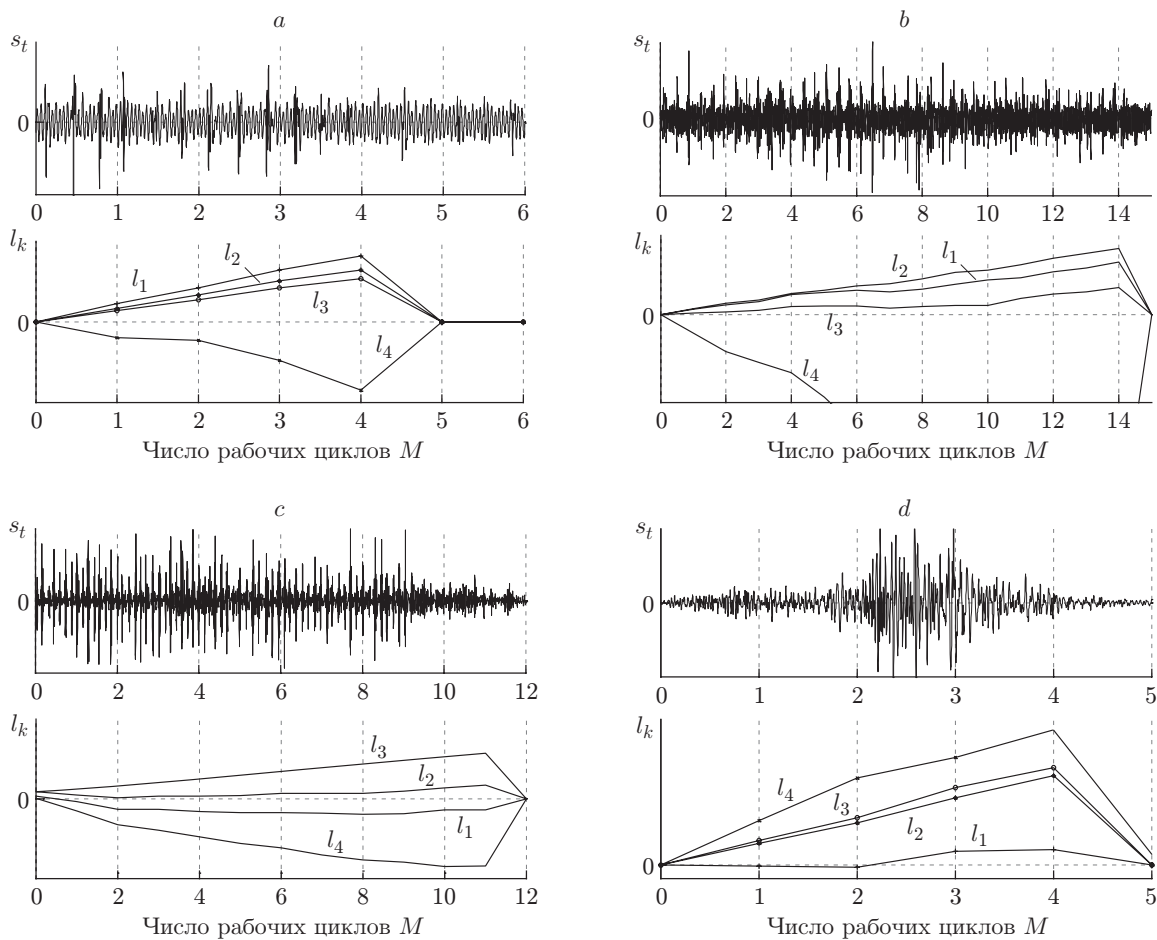 a
s_t
0
0 1 2 3 4 5 6
l_k
l_1
l_2
l_3
l_4
0
0 1 2 3 4 5 6
Число рабочих циклов M
b
s_t
0
0 2 4 6 8 10 12 14
l_k
l_2
l_1
l_3
l_4
0
0 2 4 6 8 10 12 14
Число рабочих циклов M
c
s_t
0
0 2 4 6 8 10 12
l_k
l_3
l_2
l_1
l_4
0
0 2 4 6 8 10 12
Число рабочих циклов M
d
s_t
0
0 1 2 3 4 5
l_k
l_4
l_3
l_2
l_1
0
0 1 2 3 4 5
Число рабочих циклов M